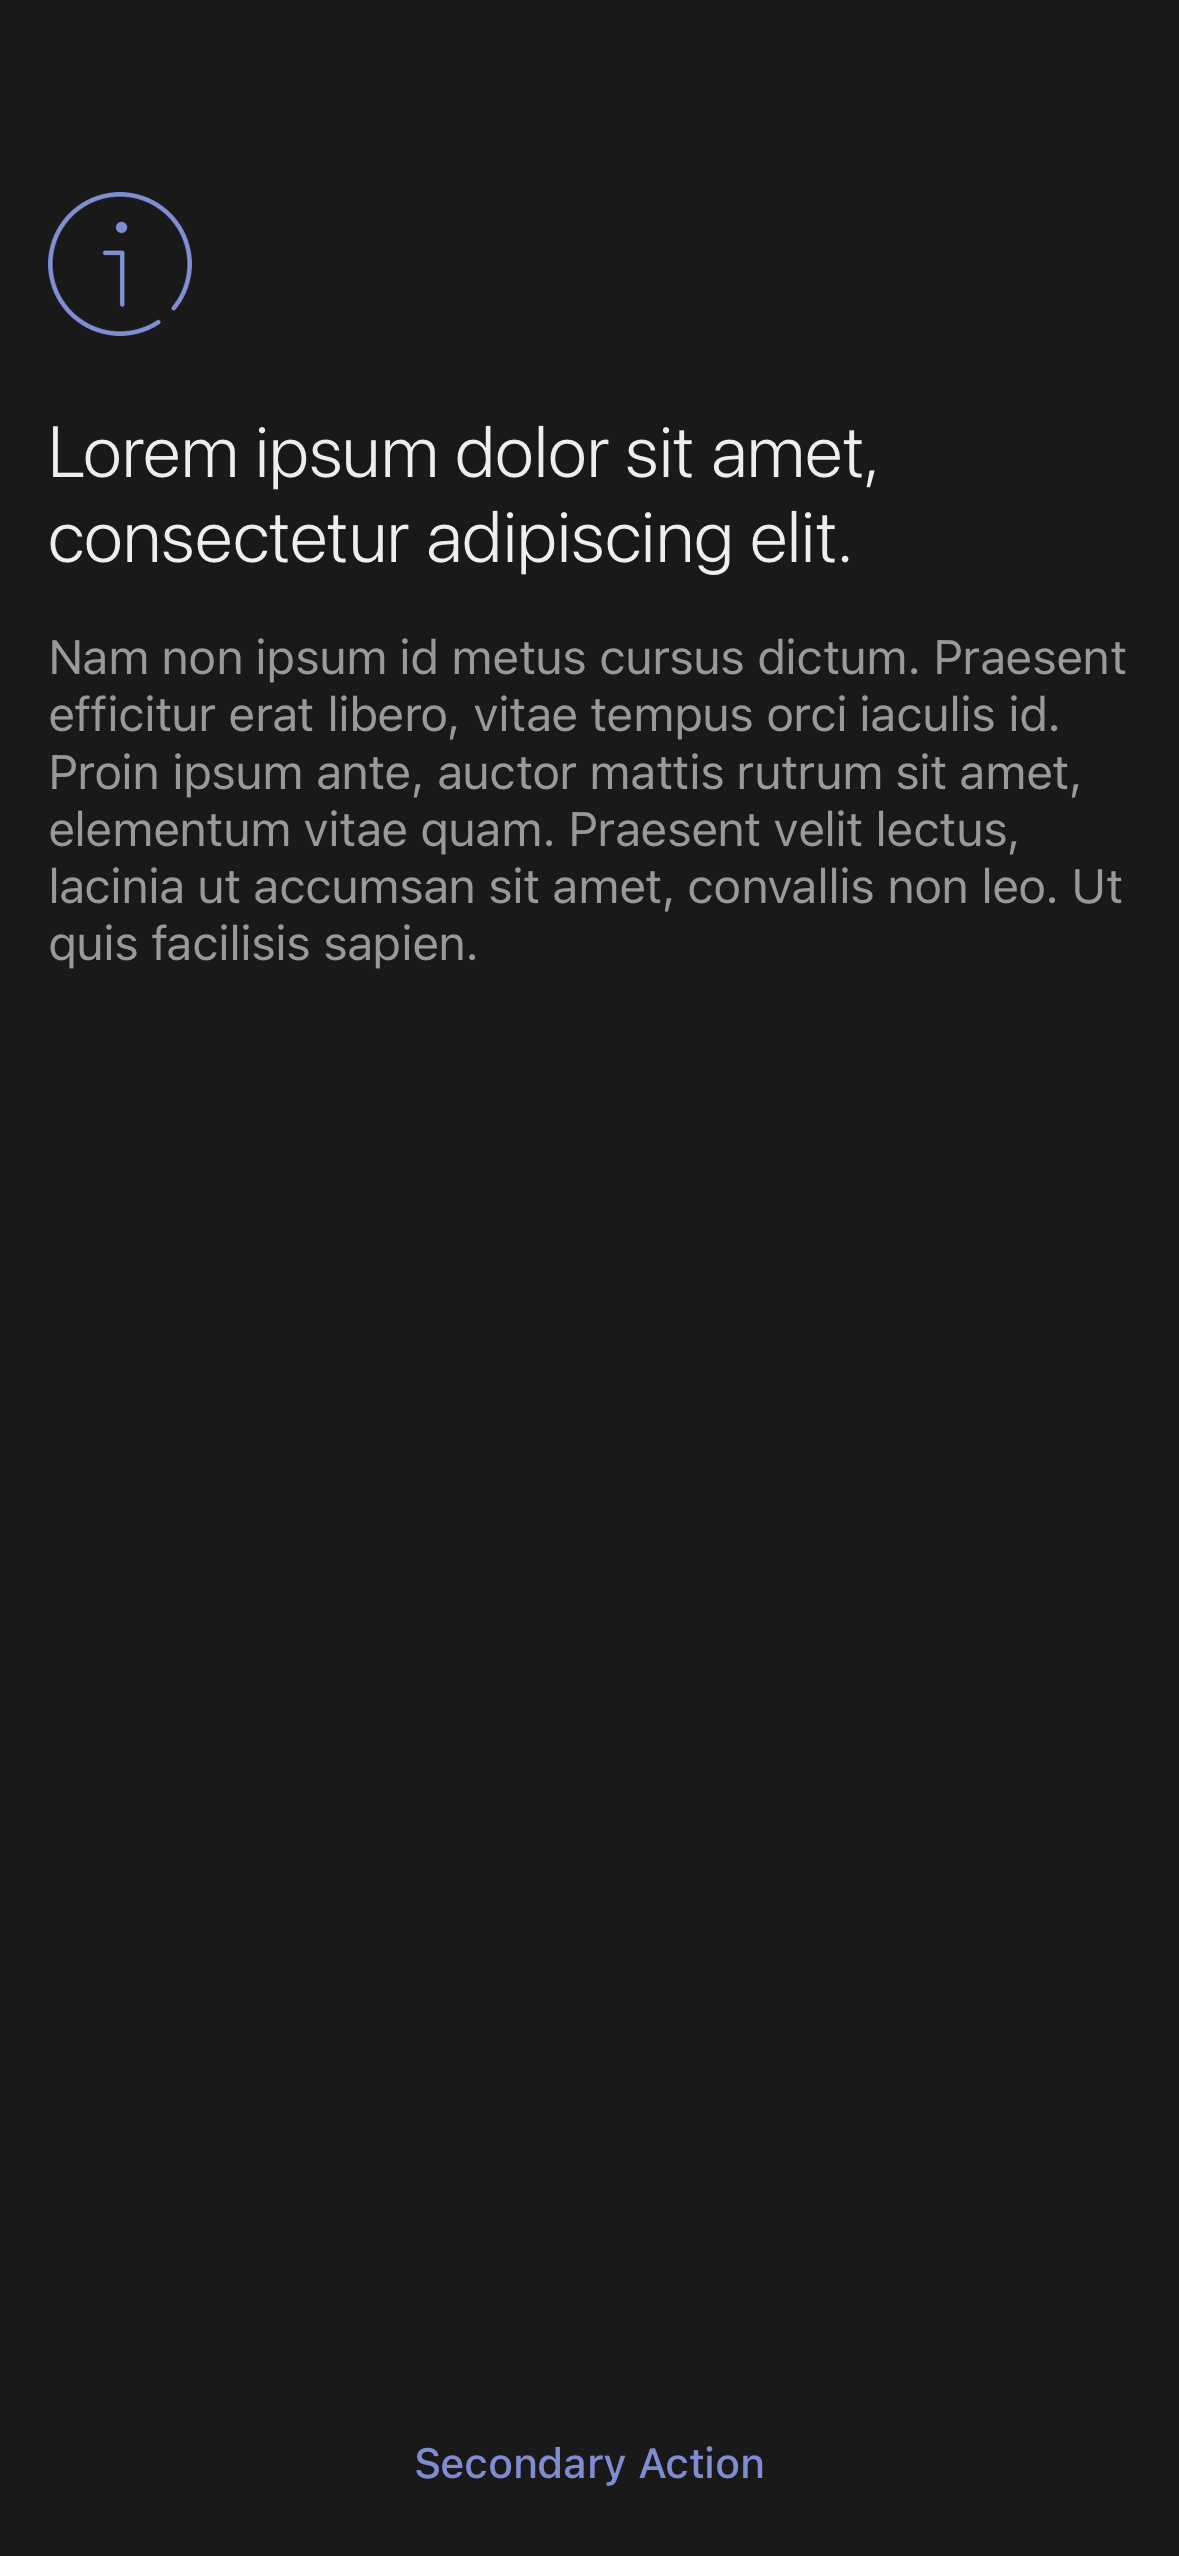 Lorem ipsum dolor sit amet,
consectetur adipiscing elit.
Nam non ipsum id metus cursus dictum. Praesent
efficitur erat libero, vitae tempus orci iaculis id.
Proin ipsum ante, auctor mattis rutrum sit amet,
elementum vitae quam. Praesent velit lectus,
lacinia ut accumsan sit amet, convallis non leo. Ut
quis facilisis sapien.
Secondary Action